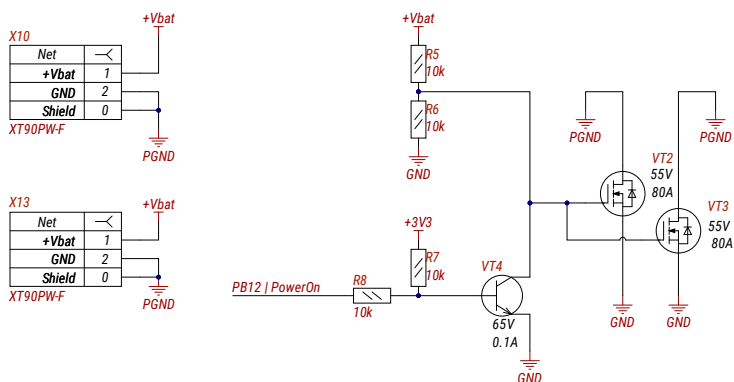 +Vbat
X10
Net
+Vbat 1
GND 2
Shield 0
XT90PW-F
PGND
X13
+Vbat
Net
+Vbat 1
GND 2
Shield 0
XT90PW-F
PGND
+Vbat
R5
10k
R6
10k
GND
+3V3
R7
10k
PB12 | PowerOn
R8
10k
VT4
65V
0.1A
GND
PGND
PGND
VT2
55V
80A
VT3
55V
80A
GND
GND